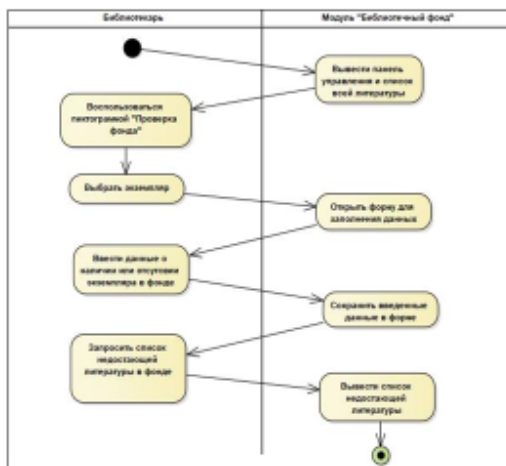 Библиотекарь
Модуль "Библиотечный фонд"
Вывести панель
управления и список
всей литературы
Воспользоваться
пиктограммой "Проверка
фонда"
Выбрать экземпляр
Открыть форму для
заполнения данных
Ввести данные о
наличии или отсутсвии
экземпляра в фонде
Сохранить введенные
данные в форме
Запросить список
недостающей
литературы в фонде
Вывести список
недостающей
литературы